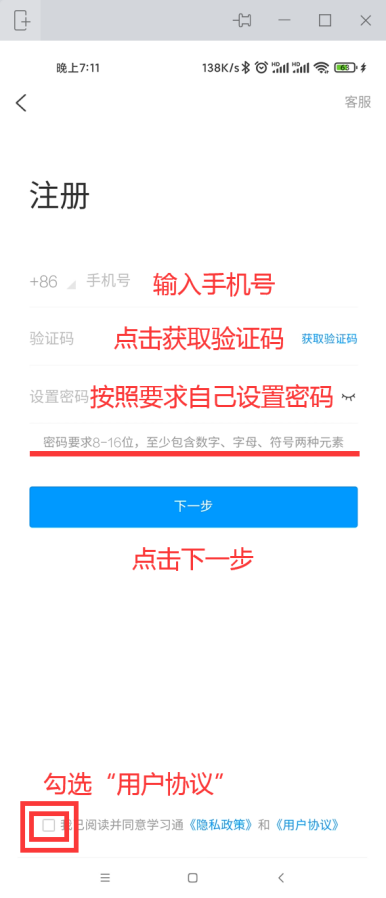 晚上7:11 138K/s HD HD 68
客服
注册
+86 手机号 输入手机号
验证码 点击获取验证码 获取验证码
设置密码 按照要求自己设置密码
密码要求8-16位，至少包含数字、字母、符号两种元素
下一步
点击下一步
勾选“用户协议”
我已阅读并同意学习通《隐私政策》和《用户协议》